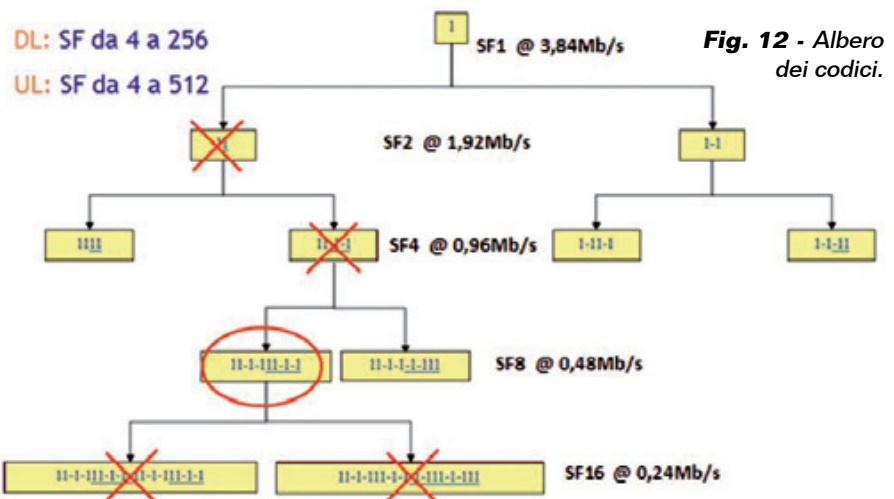 DL: SF da 4 a 256
UL: SF da 4 a 512
1
SF1 @ 3,84Mb/s
Fig. 12 - Albero
dei codici.
SF2 @ 1,92Mb/s
1-1
1111
SF4 @ 0,96Mb/s
1-11-1
1-1-11
11-1-111-1-1
11-1-1-1-111
SF8 @ 0,48Mb/s
SF16 @ 0,24Mb/s